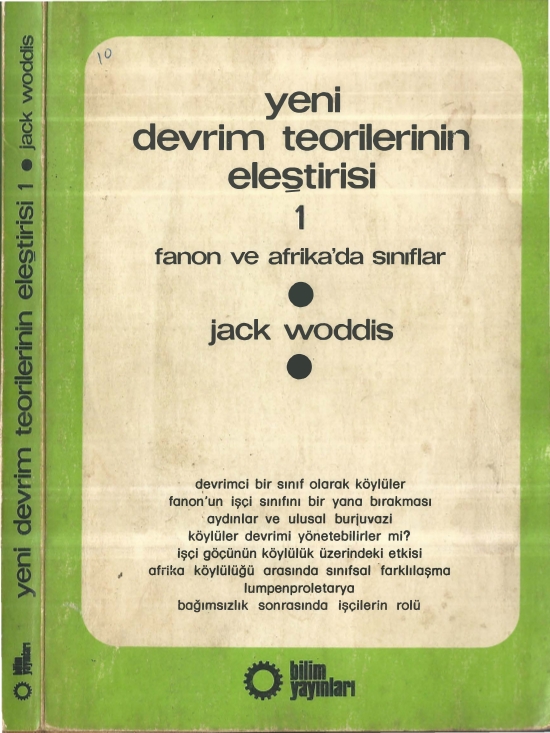 yeni devrim teorilerinin eleştirisi 1 ● jack woddis
bilim
yayınları
10
yeni
devrim teorilerinin
eleştirisi
1
fanon ve afrika'da sınıflar
●
jack woddis
●
devrimci bir sınıf olarak köylüler
fanon'un işçi sınıfını bir yana bırakması
aydınlar ve ulusal burjuvazi
köylüler devrimi yönetebilirler mi?
işçi göçünün köylülük üzerindeki etkisi
afrika köylülüğü arasında sınıfsal farklılaşma
lumpenproletarya
bağımsızlık sonrasında işçilerin rolü
bilim
yayınları